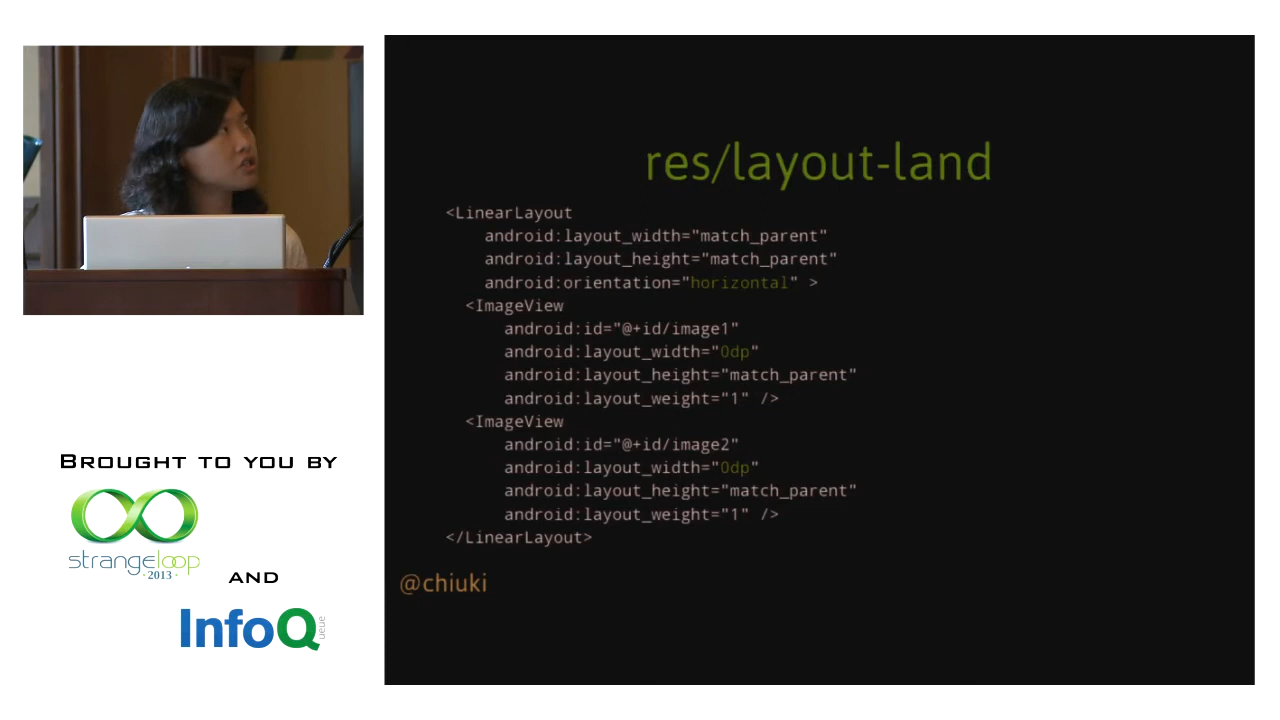 res/layout-land
<LinearLayout
android:layout_width="match_parent"
android:layout_height="match_parent"
android:orientation="horizontal" >
<ImageView
android:id="@+id/image1"
android:layout_width="0dp"
android:layout_height="match_parent"
android:layout_weight="1" />
<ImageView
android:id="@+id/image2"
android:layout_width="0dp"
android:layout_height="match_parent"
android:layout_weight="1" />
</LinearLayout>
@chiuki
BROUGHT TO YOU BY
strangeloop
·2013·
AND
InfoQ
ueue